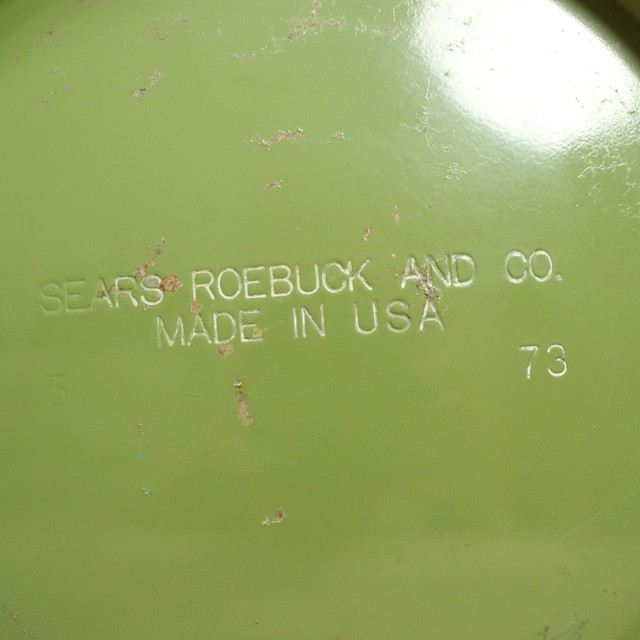 SEARS ROEBUCK AND CO.
MADE IN USA
73